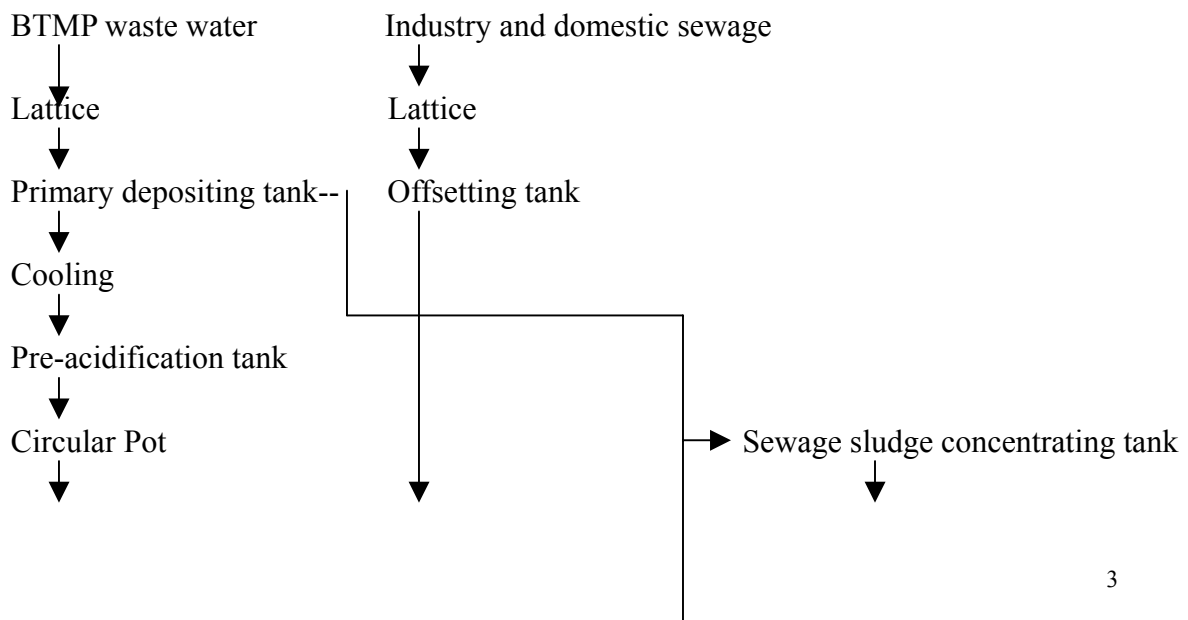 BTMP waste water Industry and domestic sewage
Lattice Lattice
Primary depositing tank-- Offsetting tank
Cooling
Pre-acidification tank
Circular Pot Sewage sludge concentrating tank
3